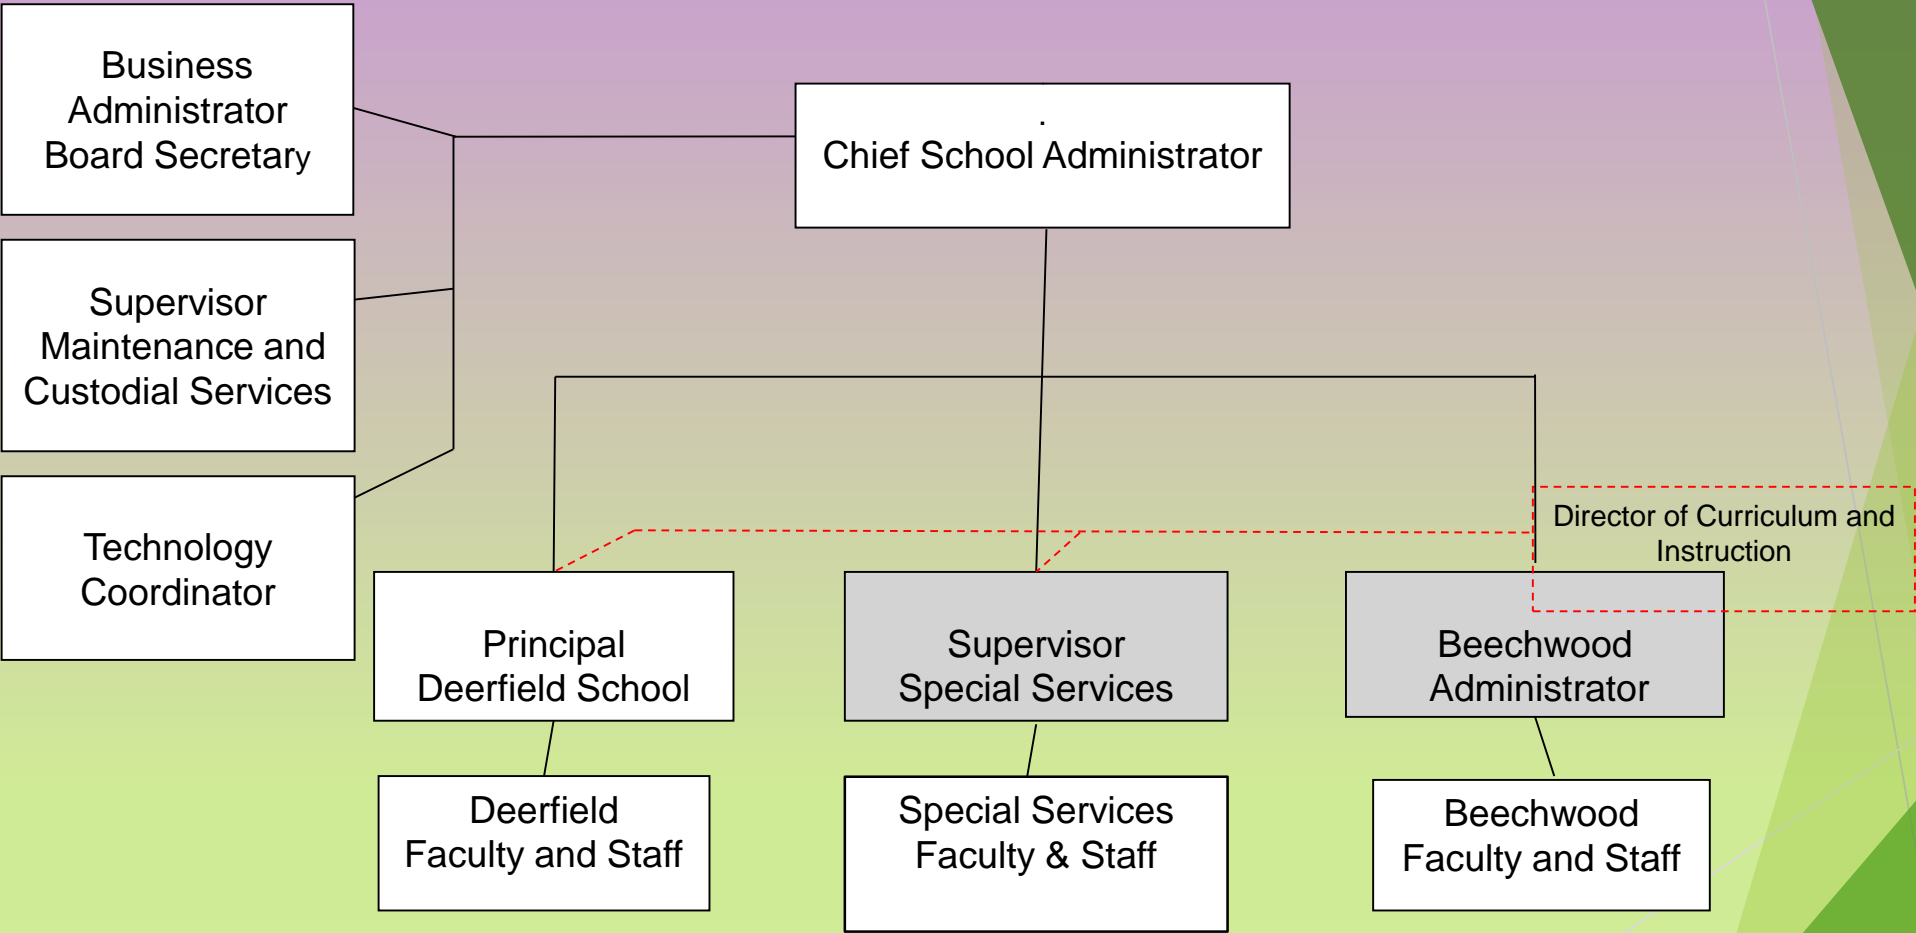 Business
Administrator
Board Secretary
.
Chief School Administrator
Supervisor
Maintenance and
Custodial Services
Technology
Coordinator
Director of Curriculum and
Instruction
Principal
Deerfield School
Supervisor
Special Services
Beechwood
Administrator
Deerfield
Faculty and Staff
Special Services
Faculty & Staff
Beechwood
Faculty and Staff